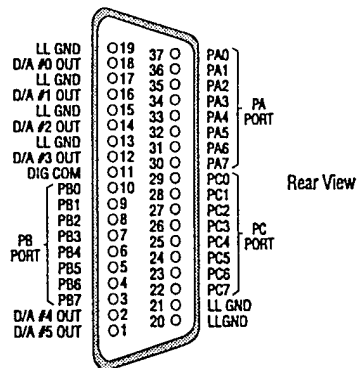 LL GND 19
D/A #0 OUT 18
LL GND 17
D/A #1 OUT 16
LL GND 15
D/A #2 OUT 14
LL GND 13
D/A #3 OUT 12
DIG COM 11
PB0 10
PB1 9
PB2 8
PB3 7
PB4 6
PB5 5
PB6 4
PB7 3
D/A #4 OUT 2
D/A #5 OUT 1
PB
PORT
37 PA0
36 PA1
35 PA2
34 PA3
33 PA4
32 PA5
31 PA6
30 PA7
29 PC0
28 PC1
27 PC2
26 PC3
25 PC4
24 PC5
23 PC6
22 PC7
21 LL GND
20 LLGND
PA
PORT
PC
PORT
Rear View